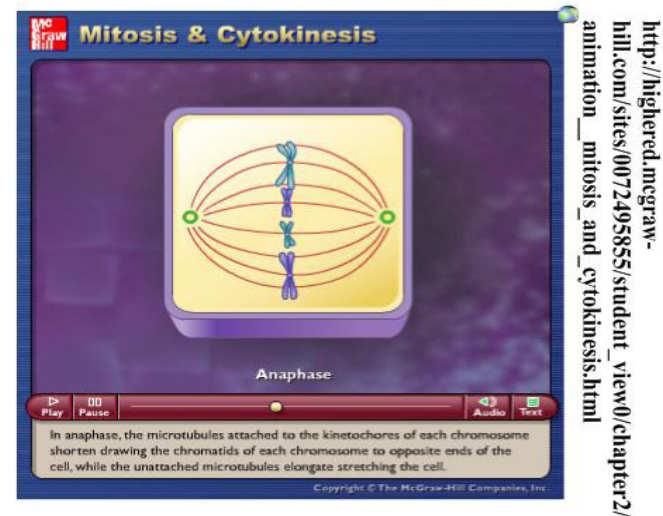 Mc
Graw
Hill
Mitosis & Cytokinesis
Anaphase
Play
Pause
Audio
Text
In anaphase, the microtubules attached to the kinetochores of each chromosome
shorten drawing the chromatids of each chromosome to opposite ends of the
cell, while the unattached microtubules elongate stretching the cell.
Copyright © The McGraw-Hill Companies, Inc.
http://highered.mcgraw-
hill.com/sites/0072495855/student_view0/chapter2/
animation__mitosis_and_cytokinesis.html